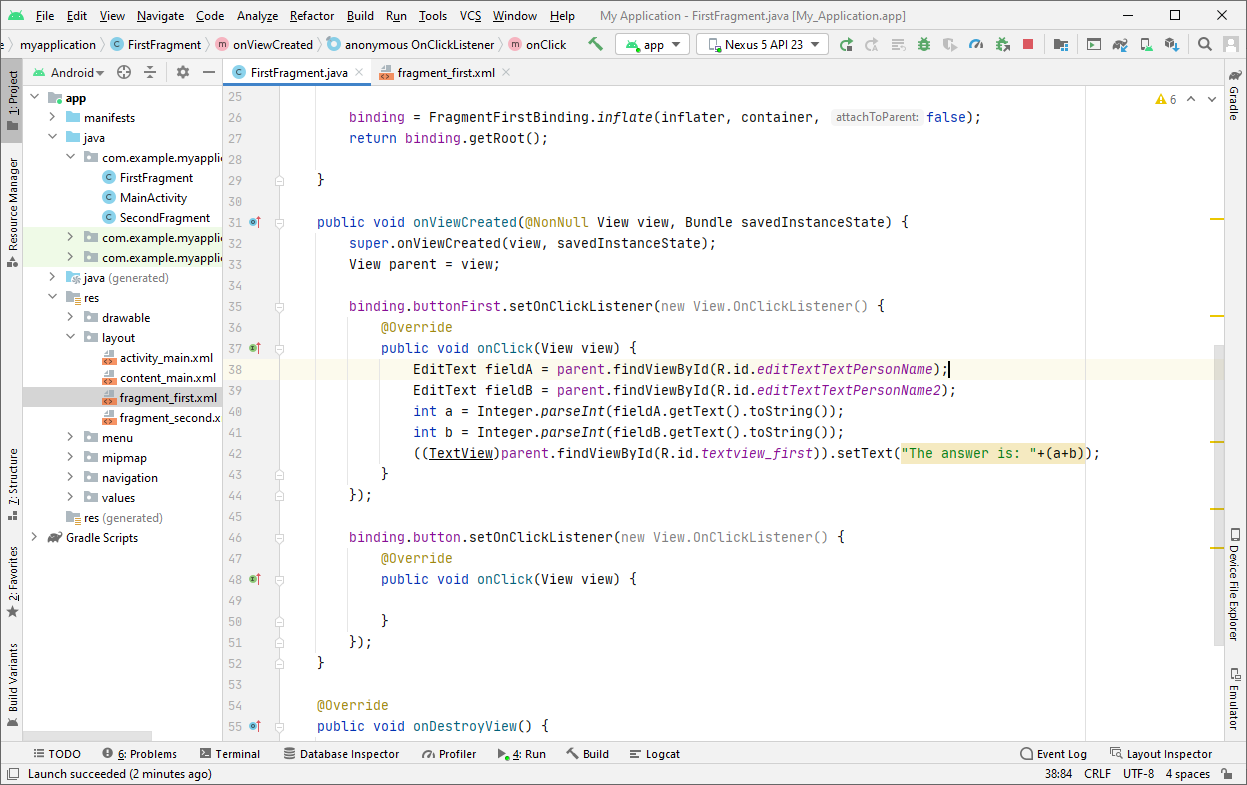 File Edit View Navigate Code Analyze Refactor Build Run Tools VCS Window Help My Application - FirstFragment.java [My_Application.app]
myapplication FirstFragment onViewCreated anonymous OnClickListener onClick app Nexus 5 API 23
Android FirstFragment.java fragment_first.xml
1: Project
Resource Manager
7: Structure
2: Favorites
Build Variants
app
manifests
java
com.example.myapplic
FirstFragment
MainActivity
SecondFragment
com.example.myapplic
com.example.myapplic
java (generated)
res
drawable
layout
activity_main.xml
content_main.xml
fragment_first.xml
fragment_second.x
menu
mipmap
navigation
values
res (generated)
Gradle Scripts
6
25
26 binding = FragmentFirstBinding.inflate(inflater, container, attachToParent: false);
27 return binding.getRoot();
28
29 }
30
31 public void onViewCreated(@NonNull View view, Bundle savedInstanceState) {
32 super.onViewCreated(view, savedInstanceState);
33 View parent = view;
34
35 binding.buttonFirst.setOnClickListener(new View.OnClickListener() {
36 @Override
37 public void onClick(View view) {
38 EditText fieldA = parent.findViewById(R.id.editTextTextPersonName);
39 EditText fieldB = parent.findViewById(R.id.editTextTextPersonName2);
40 int a = Integer.parseInt(fieldA.getText().toString());
41 int b = Integer.parseInt(fieldB.getText().toString());
42 ((TextView)parent.findViewById(R.id.textview_first)).setText("The answer is: "+(a+b));
43 }
44 });
45
46 binding.button.setOnClickListener(new View.OnClickListener() {
47 @Override
48 public void onClick(View view) {
49
50 }
51 });
52 }
53
54 @Override
55 public void onDestroyView() {
Gradle
Device File Explorer
Emulator
TODO 6: Problems Terminal Database Inspector Profiler 4: Run Build Logcat Event Log Layout Inspector
Launch succeeded (2 minutes ago) 38:84 CRLF UTF-8 4 spaces